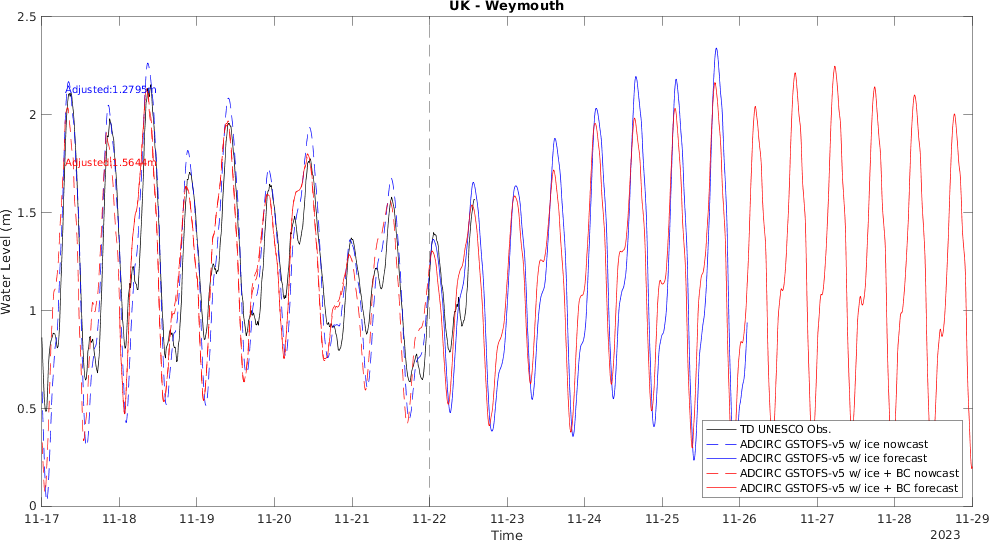 UK - Weymouth
2.5
2
1.5
1
0.5
0
Water Level (m)
Adjusted:1.2795m
Adjusted:1.5644m
TD UNESCO Obs.
ADCIRC GSTOFS-v5 w/ ice nowcast
ADCIRC GSTOFS-v5 w/ ice forecast
ADCIRC GSTOFS-v5 w/ ice + BC nowcast
ADCIRC GSTOFS-v5 w/ ice + BC forecast
11-17 11-18 11-19 11-20 11-21 11-22 11-23 11-24 11-25 11-26 11-27 11-28 11-29
Time
2023